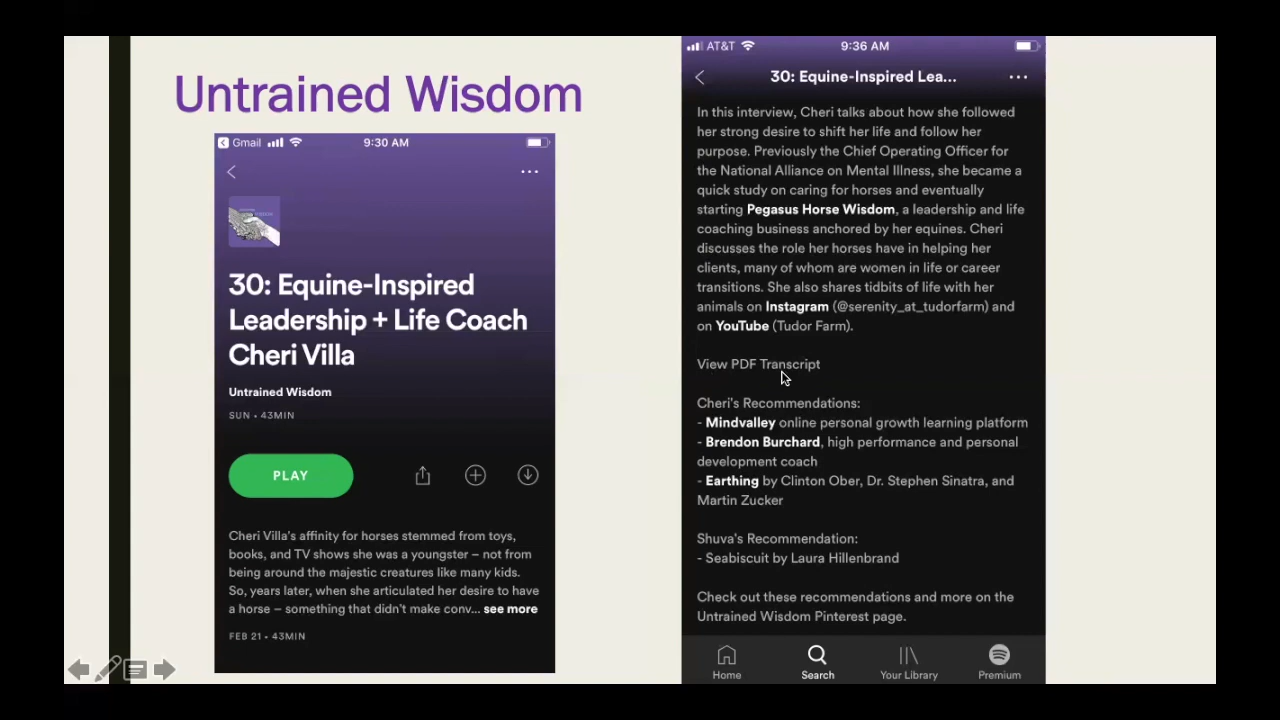 Untrained Wisdom
Gmail
9:30 AM
30: Equine-Inspired
Leadership + Life Coach
Cheri Villa
Untrained Wisdom
SUN • 43MIN
PLAY
Cheri Villa's affinity for horses stemmed from toys,
books, and TV shows she was a youngster – not from
being around the majestic creatures like many kids.
So, years later, when she articulated her desire to have
a horse – something that didn't make conv... see more
FEB 21 • 43MIN
AT&T
9:36 AM
30: Equine-Inspired Lea...
In this interview, Cheri talks about how she followed
her strong desire to shift her life and follow her
purpose. Previously the Chief Operating Officer for
the National Alliance on Mental Illness, she became a
quick study on caring for horses and eventually
starting Pegasus Horse Wisdom, a leadership and life
coaching business anchored by her equines. Cheri
discusses the role her horses have in helping her
clients, many of whom are women in life or career
transitions. She also shares tidbits of life with her
animals on Instagram (@serenity_at_tudorfarm) and
on YouTube (Tudor Farm).
View PDF Transcript
Cheri's Recommendations:
- Mindvalley online personal growth learning platform
- Brendon Burchard, high performance and personal
development coach
- Earthing by Clinton Ober, Dr. Stephen Sinatra, and
Martin Zucker
Shuva's Recommendation:
- Seabiscuit by Laura Hillenbrand
Check out these recommendations and more on the
Untrained Wisdom Pinterest page.
Home
Search
Your Library
Premium